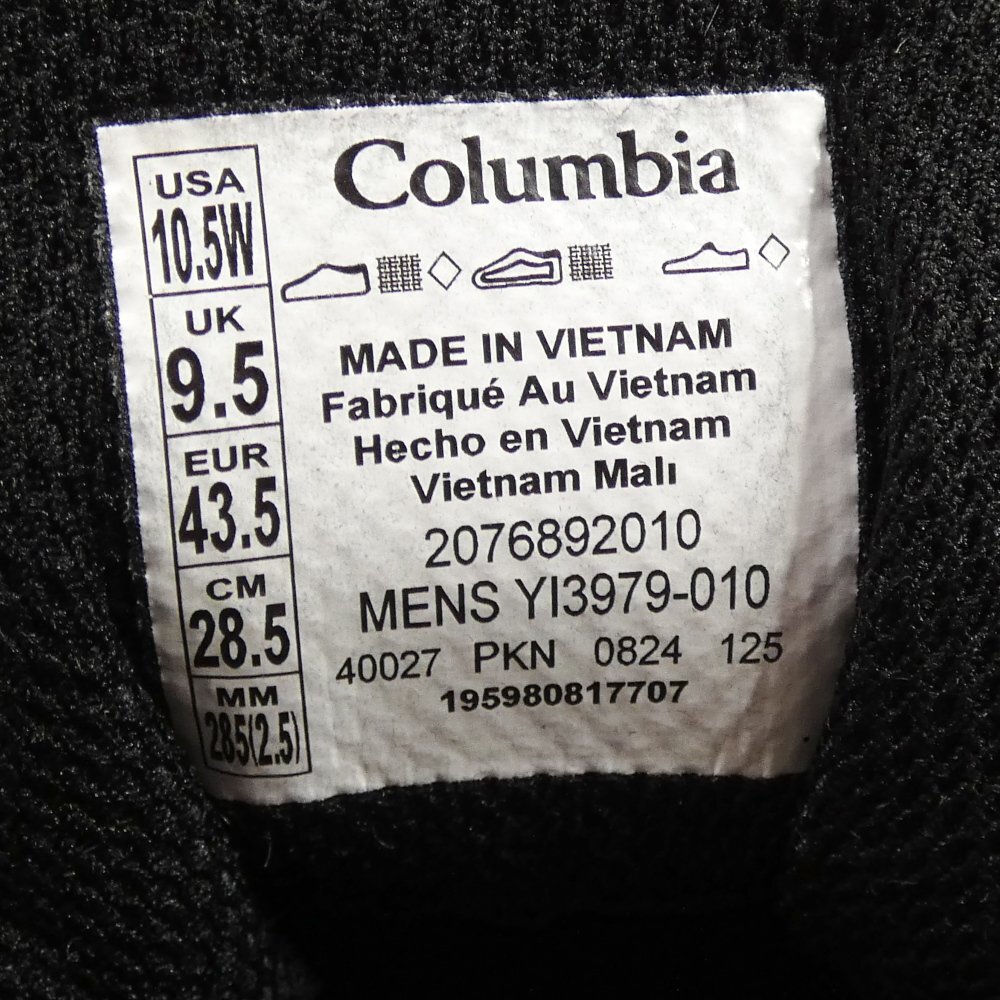 Columbia
USA
10.5W
UK
9.5
EUR
43.5
CM
28.5
MM
285(2.5)
MADE IN VIETNAM
Fabriqué Au Vietnam
Hecho en Vietnam
Vietnam Malı
2076892010
MENS YI3979-010
40027 PKN 0824 125
195980817707